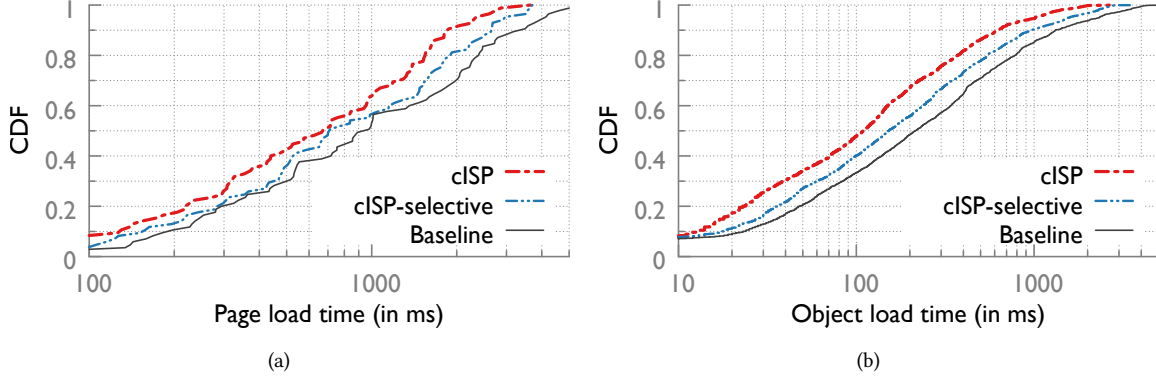 CDF
1
0.8
0.6
0.4
0.2
0
cISP
cISP-selective
Baseline
100
1000
Page load time (in ms)
(a)
CDF
1
0.8
0.6
0.4
0.2
0
cISP
cISP-selective
Baseline
10
100
1000
Object load time (in ms)
(b)